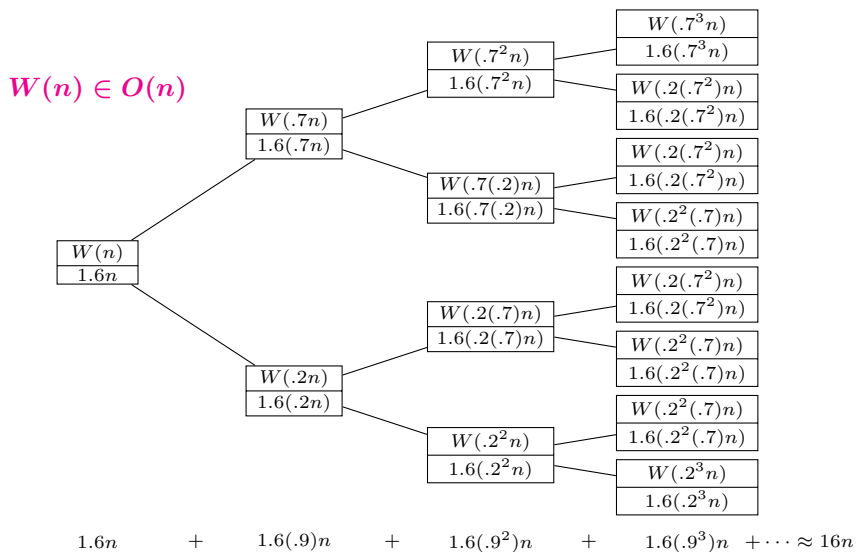 W(n) ∈ O(n)
W(n)
1.6n
W(.7n)
1.6(.7n)
W(.2n)
1.6(.2n)
W(.7²n)
1.6(.7²n)
W(.7(.2)n)
1.6(.7(.2)n)
W(.2(.7)n)
1.6(.2(.7)n)
W(.2²n)
1.6(.2²n)
W(.7³n)
1.6(.7³n)
W(.2(.7²)n)
1.6(.2(.7²)n)
W(.2(.7²)n)
1.6(.2(.7²)n)
W(.2²(.7)n)
1.6(.2²(.7)n)
W(.2(.7²)n)
1.6(.2(.7²)n)
W(.2²(.7)n)
1.6(.2²(.7)n)
W(.2²(.7)n)
1.6(.2²(.7)n)
W(.2³n)
1.6(.2³n)
1.6n + 1.6(.9)n + 1.6(.9²)n + 1.6(.9³)n + ··· ≈ 16n